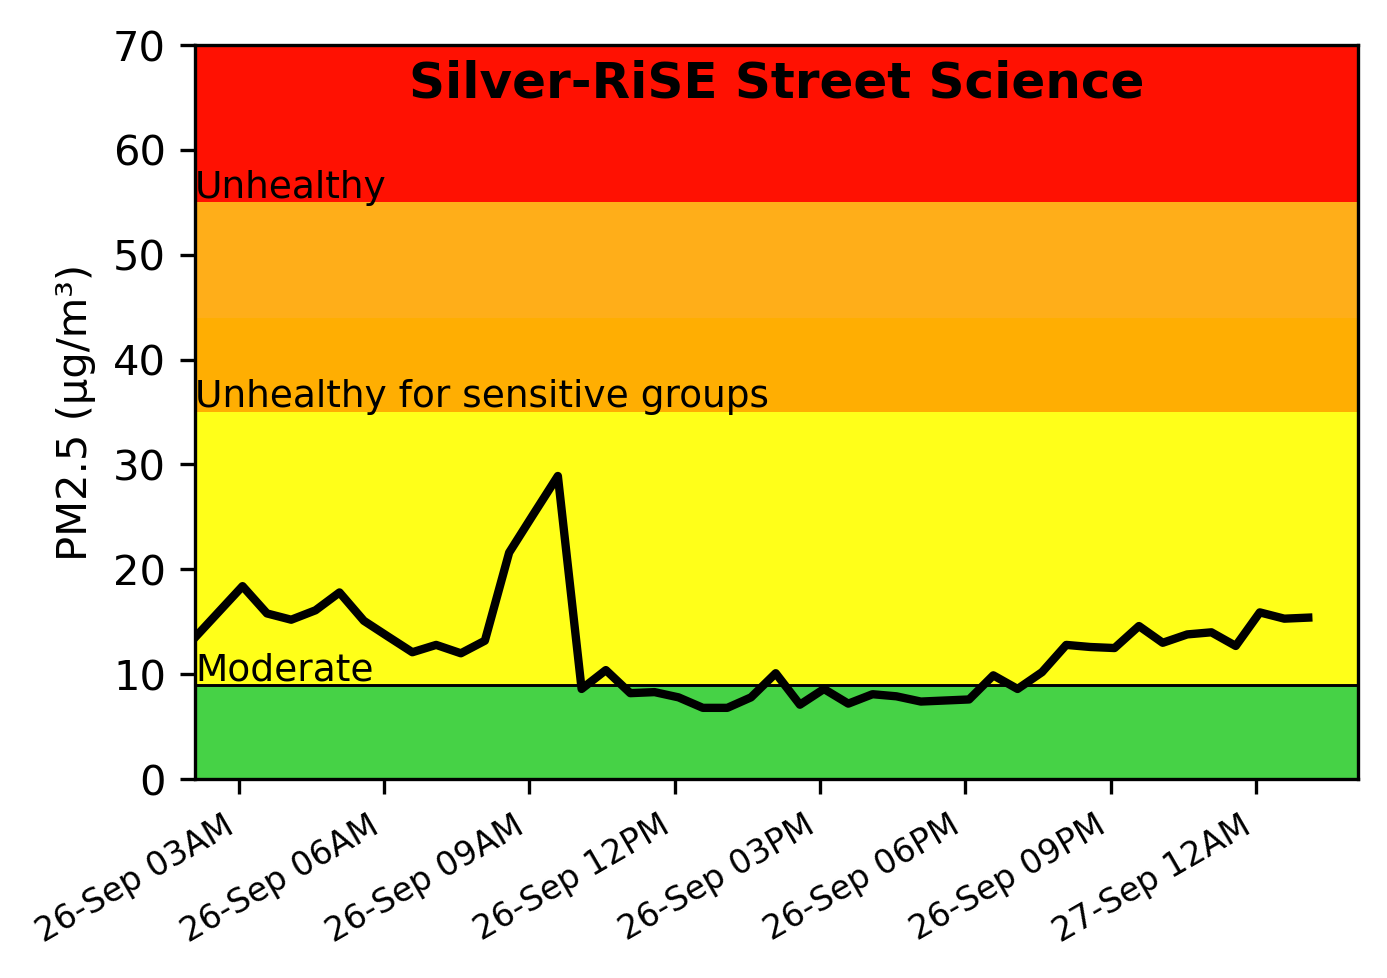 Silver-RiSE Street Science
70
60
Unhealthy
50
40
Unhealthy for sensitive groups
30
20
Moderate
10
0
PM2.5 (μg/m³)
26-Sep 03AM
26-Sep 06AM
26-Sep 09AM
26-Sep 12PM
26-Sep 03PM
26-Sep 06PM
26-Sep 09PM
27-Sep 12AM